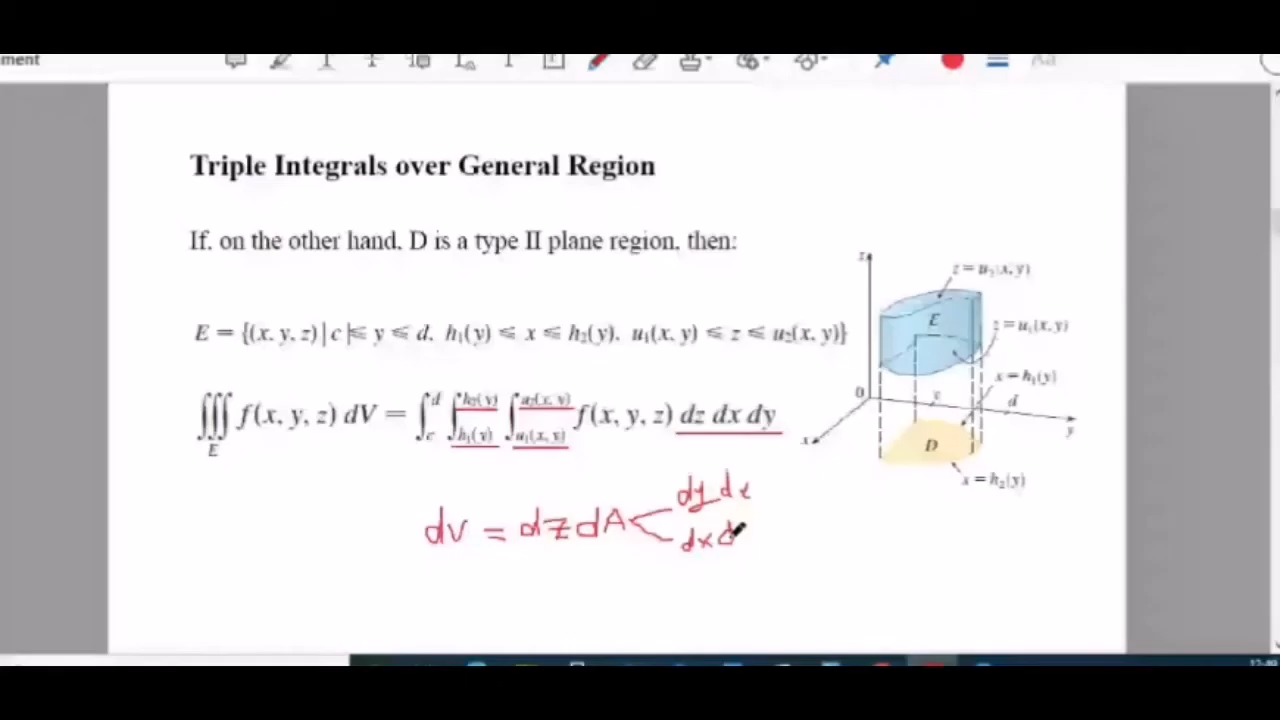 ment
Triple Integrals over General Region
If, on the other hand, D is a type II plane region, then:
E = {(x, y, z) | c ≤ y ≤ d, h₁(y) ≤ x ≤ h₂(y), u₁(x, y) ≤ z ≤ u₂(x, y)}
∭_E f(x, y, z) dV = ∫_c^d ∫_{h₁(y)}^{h₂(y)} ∫_{u₁(x, y)}^{u₂(x, y)} f(x, y, z) dz dx dy
z
z = u₂(x, y)
E
z = u₁(x, y)
x = h₁(y)
0
c
d
x
y
D
x = h₂(y)
dv = dz dA < dy dx
dx d